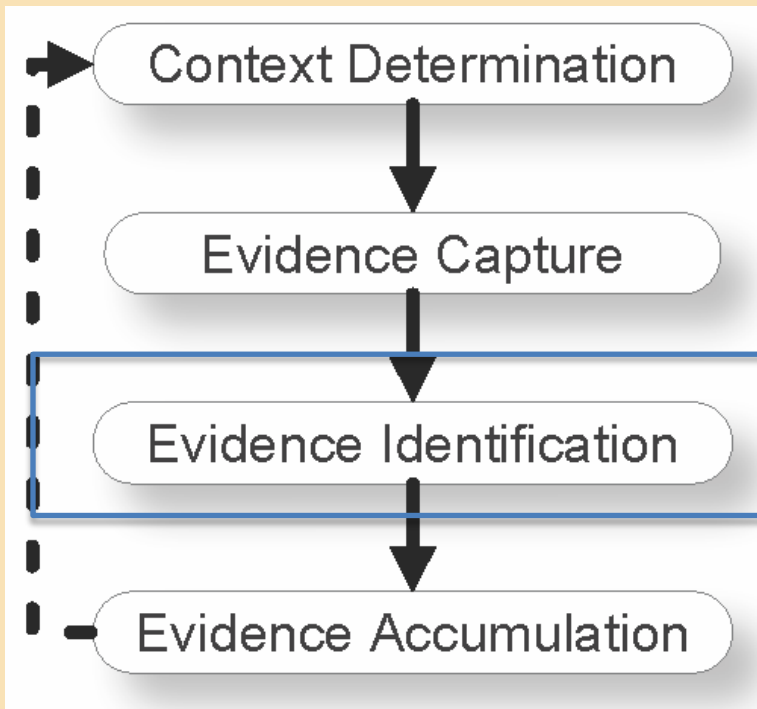 Context Determination
Evidence Capture
Evidence Identification
Evidence Accumulation